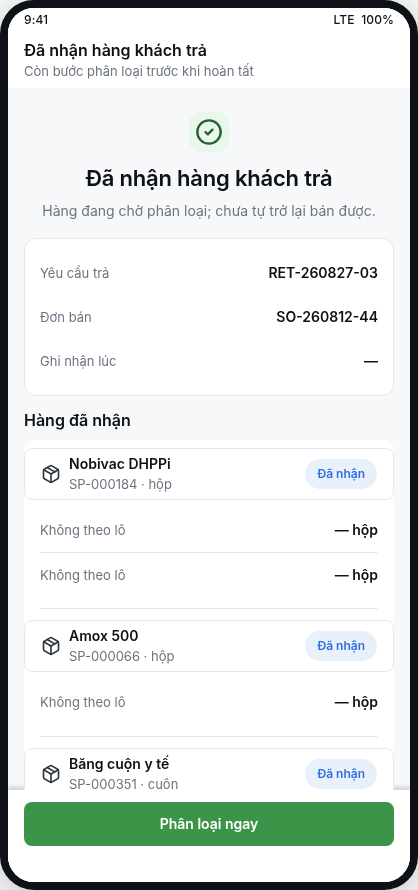 9:41
LTE 100%
Đã nhận hàng khách trả
Còn bước phân loại trước khi hoàn tất
Đã nhận hàng khách trả
Hàng đang chờ phân loại; chưa tự trở lại bán được.
Yêu cầu trả
RET-260827-03
Đơn bán
SO-260812-44
Ghi nhận lúc
—
Hàng đã nhận
Nobivac DHPPi
SP-000184 · hộp
Đã nhận
Không theo lô
— hộp
Không theo lô
— hộp
Amox 500
SP-000066 · hộp
Đã nhận
Không theo lô
— hộp
Băng cuộn y tế
SP-000351 · cuộn
Đã nhận
Phân loại ngay